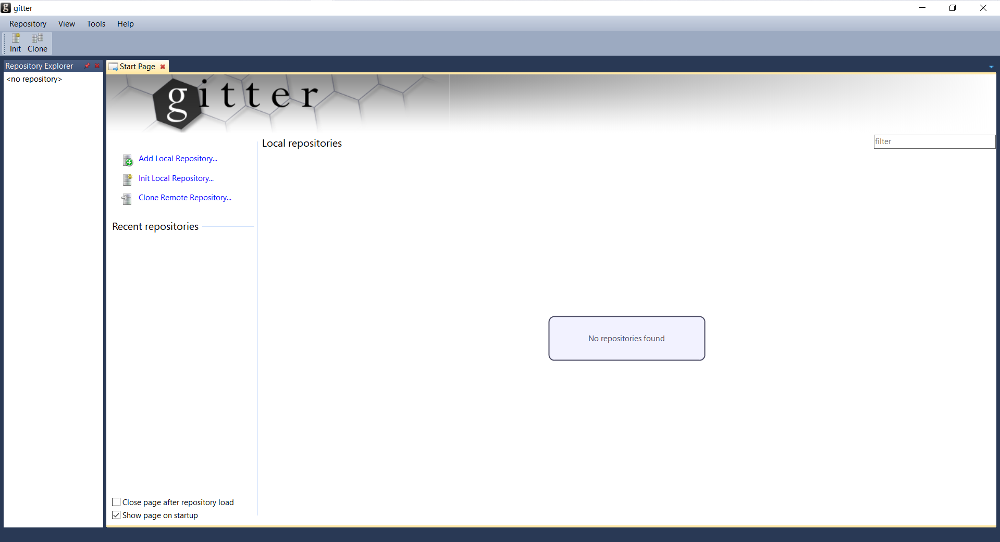 gitter
Repository View Tools Help
Init Clone
Repository Explorer
<no repository>
Start Page
gitter
Local repositories
filter
Add Local Repository...
Init Local Repository...
Clone Remote Repository...
Recent repositories
No repositories found
Close page after repository load
Show page on startup